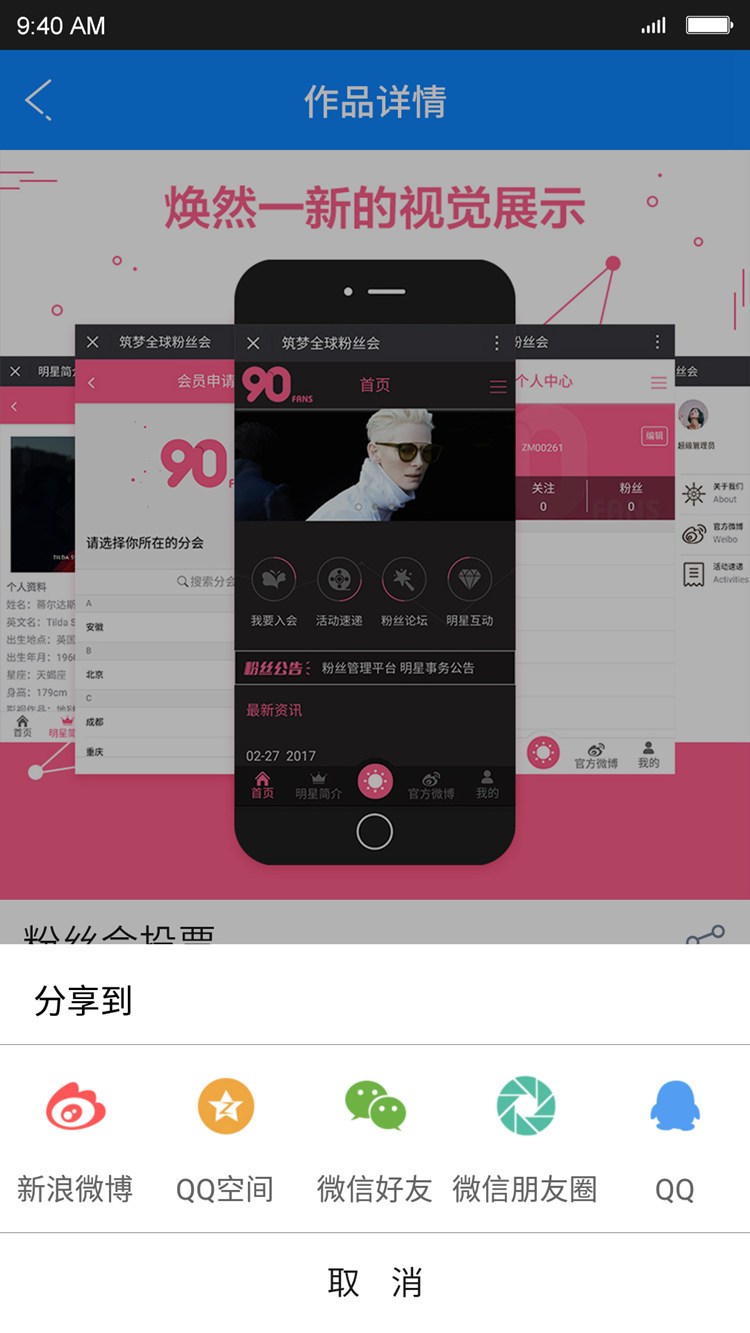 9:40 AM
作品详情
焕然一新的视觉展示
明星简
筑梦全球粉丝会
筑梦全球粉丝会
粉丝会
丝会
会员申请
90
FANS
首页
个人中心
90
ZM00261
编辑
超级管理员
关注
0
粉丝
0
关于我们
About
官方微博
Weibo
活动速递
Activities
请选择你所在的分会
搜索分会
A
安徽
B
北京
C
成都
重庆
TILDA S
个人资料
姓名：蒂尔达斯
英文名：Tilda S
出生地点：英国
出生年月：1960
星座：天蝎座
身高：179cm
首页
明星简
我要入会
活动速递
粉丝论坛
明星互动
粉丝公告：
粉丝管理平台 明星事务公告
最新资讯
02-27 2017
首页
明星简介
官方微博
我的
官方微博
我的
粉丝会投票
分享到
新浪微博
QQ空间
微信好友
微信朋友圈
QQ
取 消